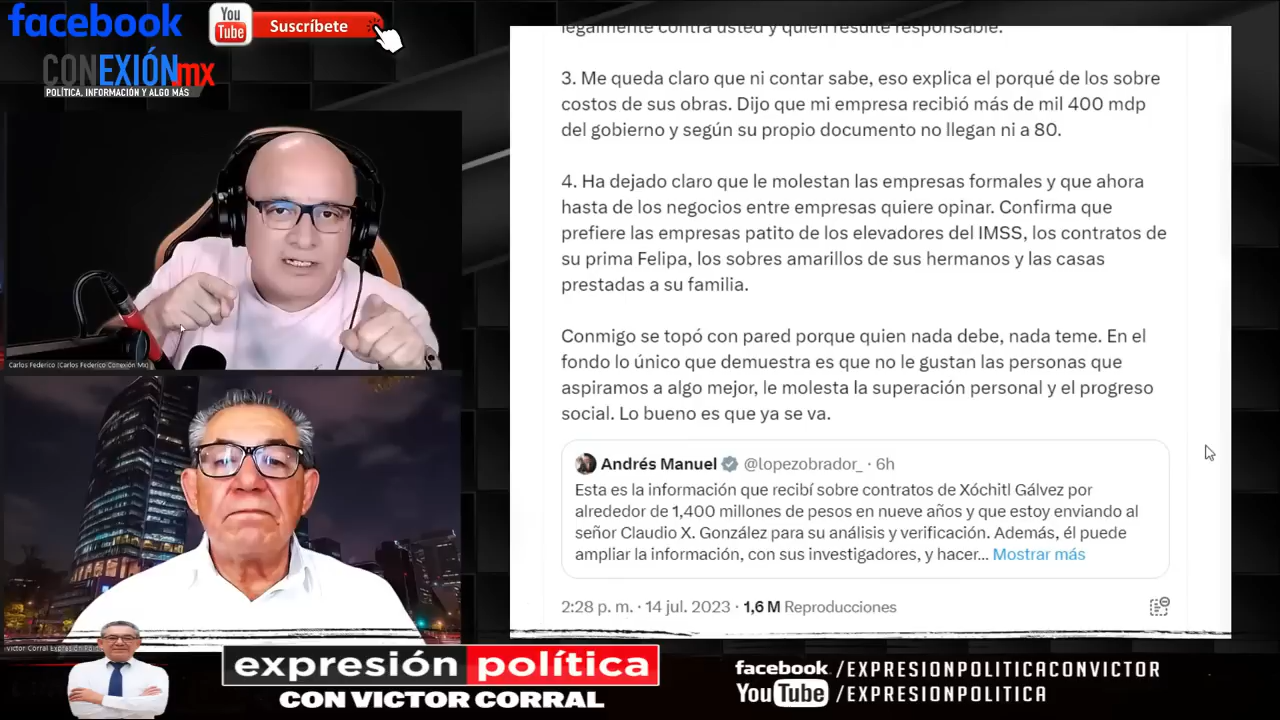 facebook
You
Tube
Suscríbete
CONEXIÓNmx
POLÍTICA, INFORMACIÓN Y ALGO MÁS
Carlos Federico (Carlos Federico Conexión Mx)
legalmente contra usted y quien resulte responsable.
3. Me queda claro que ni contar sabe, eso explica el porqué de los sobre
costos de sus obras. Dijo que mi empresa recibió más de mil 400 mdp
del gobierno y según su propio documento no llegan ni a 80.
4. Ha dejado claro que le molestan las empresas formales y que ahora
hasta de los negocios entre empresas quiere opinar. Confirma que
prefiere las empresas patito de los elevadores del IMSS, los contratos de
su prima Felipa, los sobres amarillos de sus hermanos y las casas
prestadas a su familia.
Conmigo se topó con pared porque quien nada debe, nada teme. En el
fondo lo único que demuestra es que no le gustan las personas que
aspiramos a algo mejor, le molesta la superación personal y el progreso
social. Lo bueno es que ya se va.
Andrés Manuel @lopezobrador_ · 6h
Esta es la información que recibí sobre contratos de Xóchitl Gálvez por
alrededor de 1,400 millones de pesos en nueve años y que estoy enviando al
señor Claudio X. González para su análisis y verificación. Además, él puede
ampliar la información, con sus investigadores, y hacer... Mostrar más
2:28 p. m. · 14 jul. 2023 · 1,6 M Reproducciones
Victor Corral Expresión
expresión política
CON VICTOR CORRAL
facebook /EXPRESIONPOLITICACONVICTOR
YouTube /EXPRESIONPOLITICA